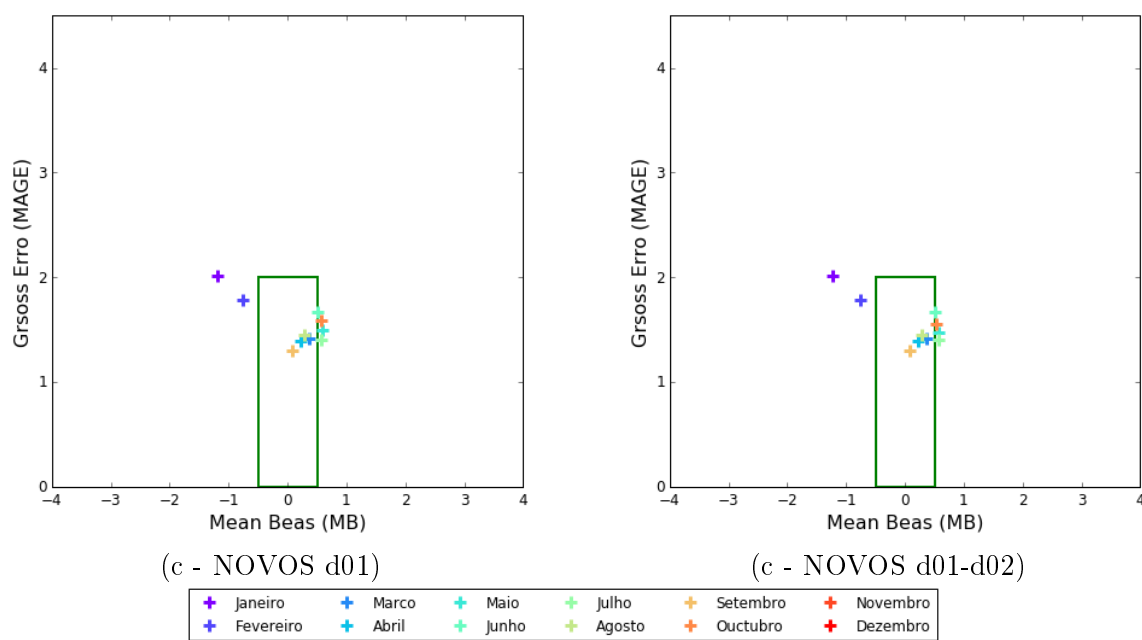 4
3
2
1
0
−4 −3 −2 −1 0 1 2 3 4
Grsoss Erro (MAGE)
Mean Beas (MB)
(c - NOVOS d01)
4
3
2
1
0
−4 −3 −2 −1 0 1 2 3 4
Grsoss Erro (MAGE)
Mean Beas (MB)
(c - NOVOS d01-d02)
Janeiro Marco Maio Julho Setembro Novembro
Fevereiro Abril Junho Agosto Ouctubro Dezembro